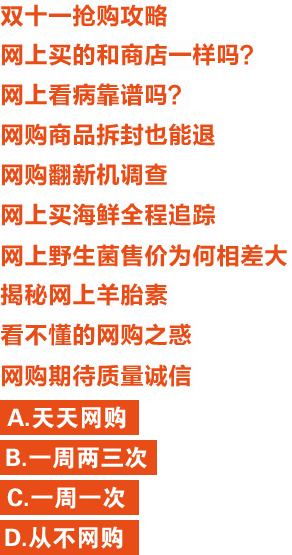 双十一抢购攻略
网上买的和商店一样吗?
网上看病靠谱吗?
网购商品拆封也能退
网购翻新机调查
网上买海鲜全程追踪
网上野生菌售价为何相差大
揭秘网上羊胎素
看不懂的网购之惑
网购期待质量诚信
A.天天网购
B.一周两三次
C.一周一次
D.从不网购